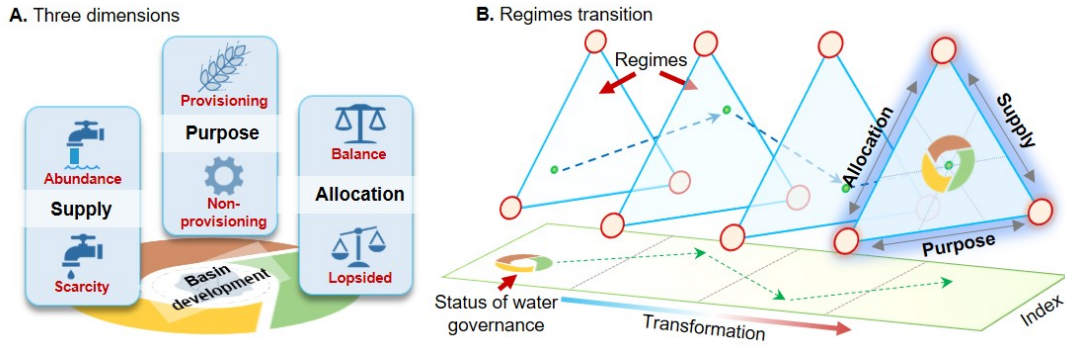 A. Three dimensions
Provisioning
Purpose
Non-
provisioning
Abundance
Supply
Scarcity
Balance
Allocation
Lopsided
Basin
development
B. Regimes transition
Regimes
Allocation
Supply
Purpose
Status of water
governance
Transformation
Index